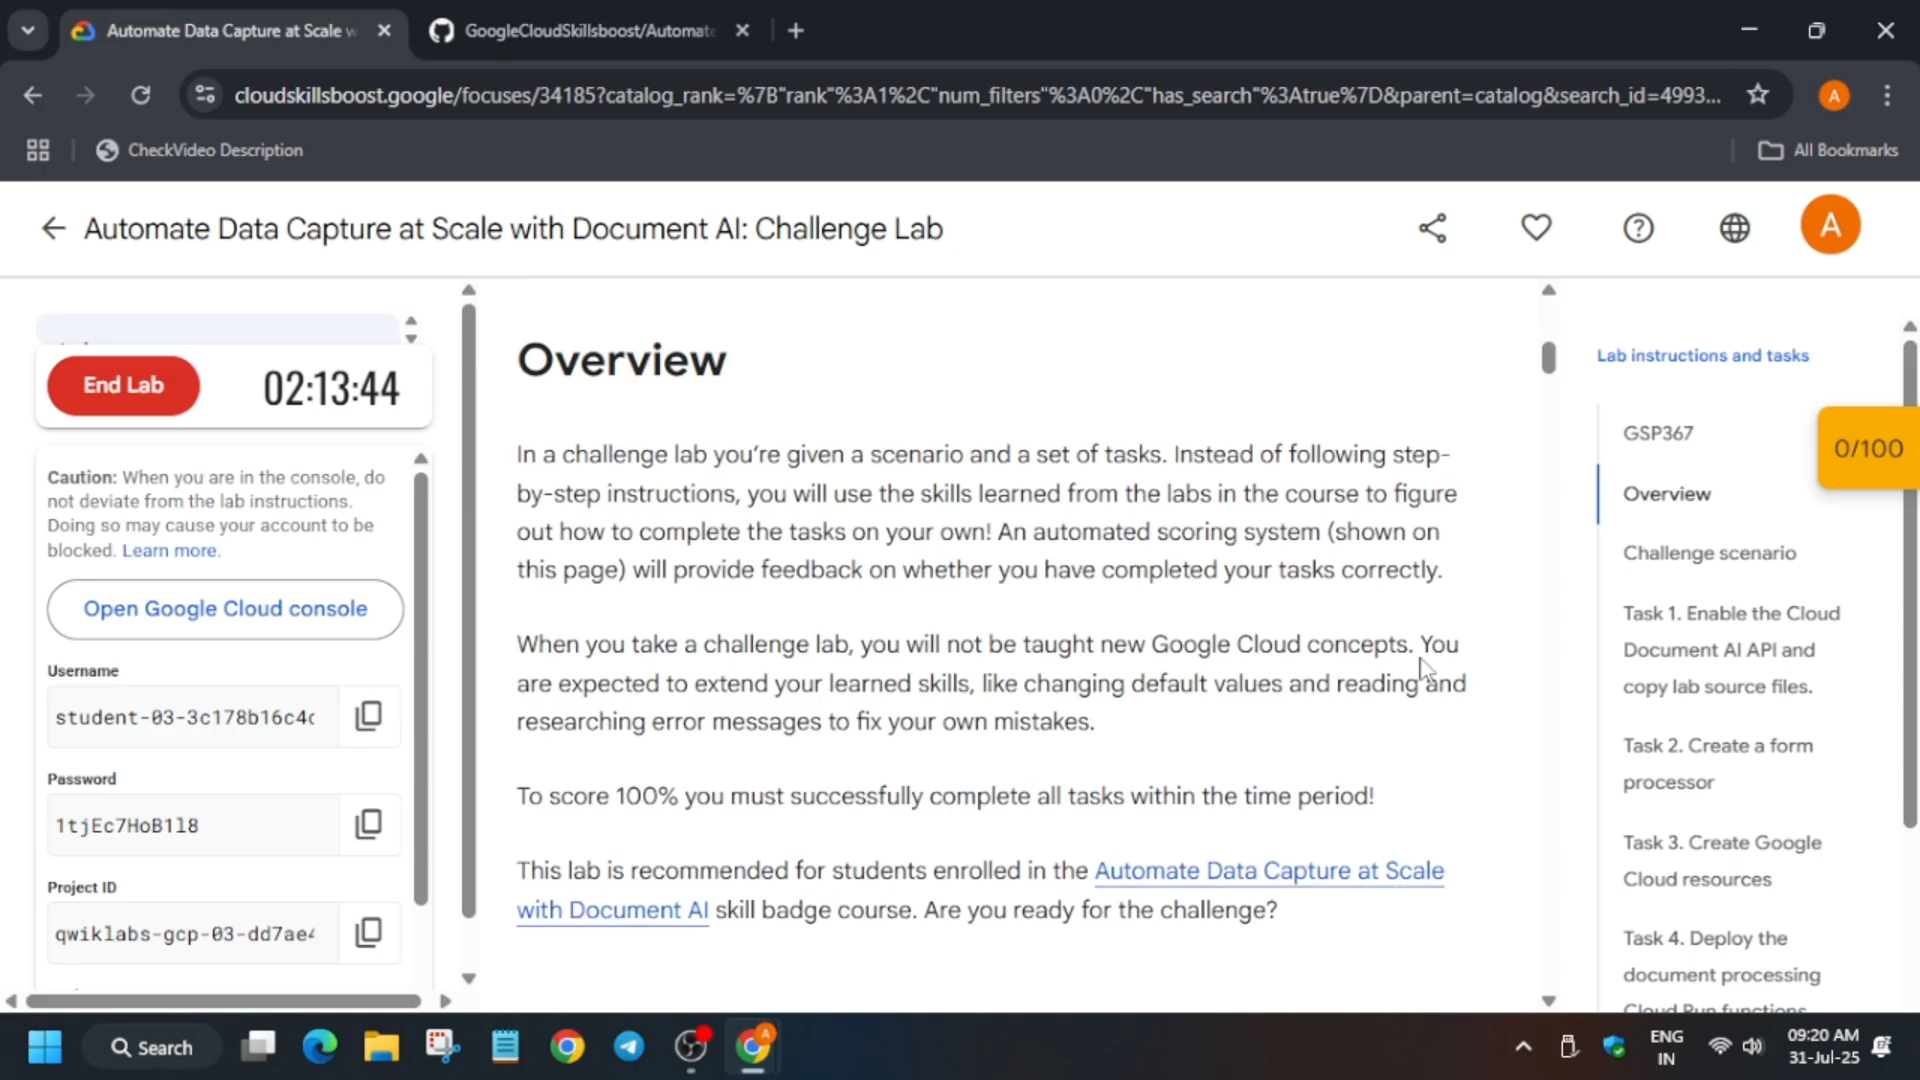 Automate Data Capture at Scale w
GoogleCloudSkillsboost/Automate
cloudskillsboost.google/focuses/34185?catalog_rank=%7B"rank"%3A1%2C"num_filters"%3A0%2C"has_search"%3Atrue%7D&parent=catalog&search_id=4993...
A
CheckVideo Description
All Bookmarks
Automate Data Capture at Scale with Document AI: Challenge Lab
A
End Lab
02:13:44
Caution: When you are in the console, do
not deviate from the lab instructions.
Doing so may cause your account to be
blocked. Learn more.
Open Google Cloud console
Username
student-03-3c178b16c4c
Password
1tjEc7HoB1l8
Project ID
qwiklabs-gcp-03-dd7ae4
Overview
In a challenge lab you’re given a scenario and a set of tasks. Instead of following step-
by-step instructions, you will use the skills learned from the labs in the course to figure
out how to complete the tasks on your own! An automated scoring system (shown on
this page) will provide feedback on whether you have completed your tasks correctly.
When you take a challenge lab, you will not be taught new Google Cloud concepts. You
are expected to extend your learned skills, like changing default values and reading and
researching error messages to fix your own mistakes.
To score 100% you must successfully complete all tasks within the time period!
This lab is recommended for students enrolled in the Automate Data Capture at Scale
with Document AI skill badge course. Are you ready for the challenge?
Lab instructions and tasks
GSP367
0/100
Overview
Challenge scenario
Task 1. Enable the Cloud
Document AI API and
copy lab source files.
Task 2. Create a form
processor
Task 3. Create Google
Cloud resources
Task 4. Deploy the
document processing
Cloud Run functions
Search
A
ENG
IN
09:20 AM
31-Jul-25